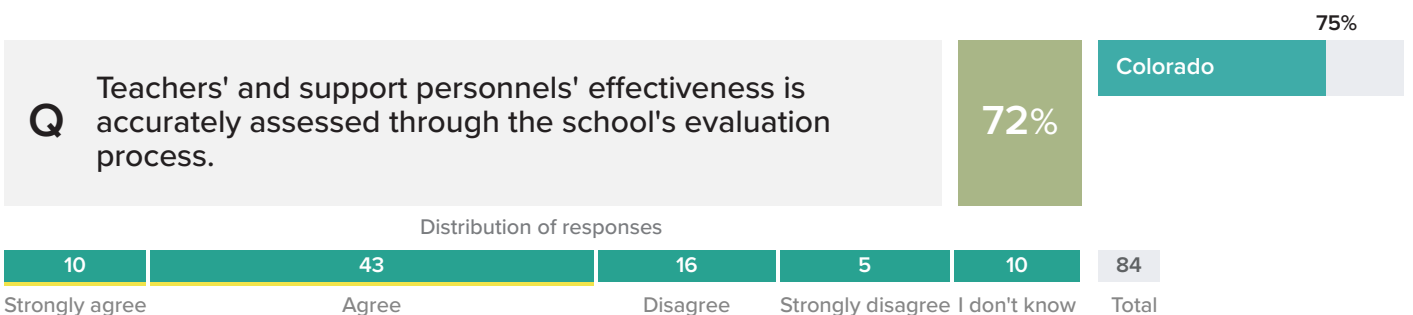 75%
Q
Teachers' and support personnels' effectiveness is
accurately assessed through the school's evaluation
process.
72%
Colorado
Distribution of responses
10 43 16 5 10 84
Strongly agree Agree Disagree Strongly disagree I don't know Total